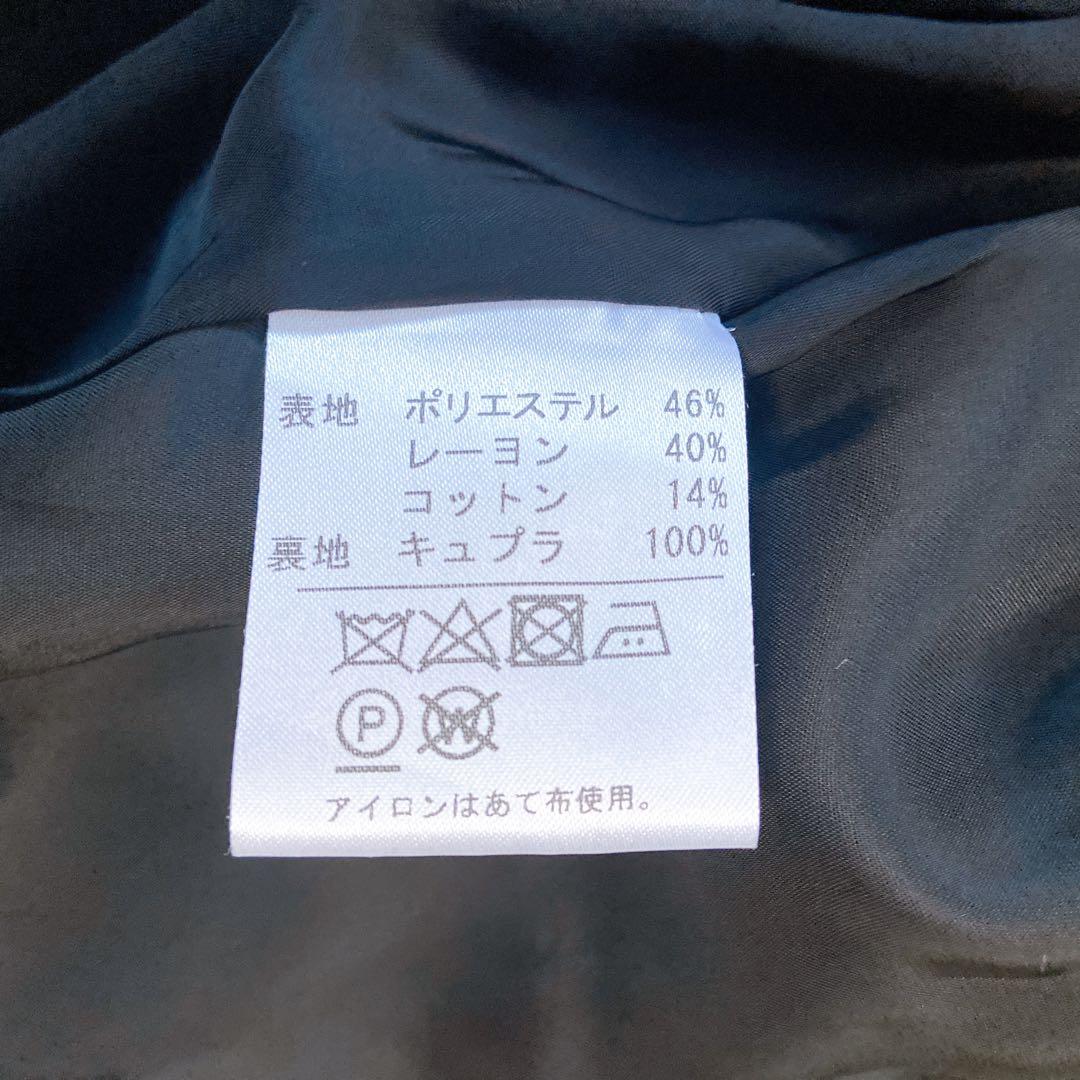 表地 ポリエステル 46%
レーヨン 40%
コットン 14%
裏地 キュプラ 100%
P W
アイロンはあて布使用。